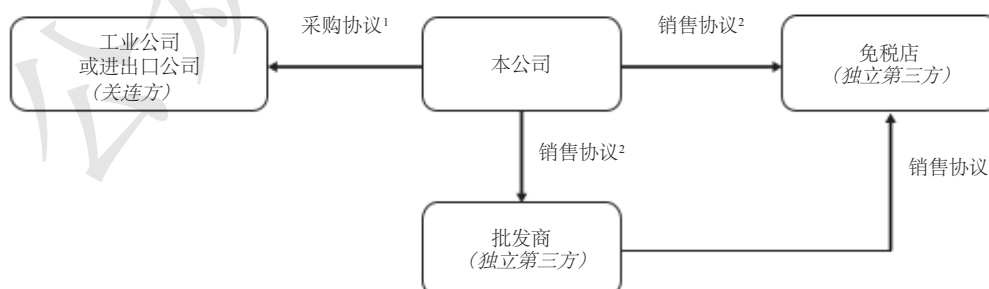 采购协议¹
销售协议²
工业公司
或进出口公司
(关连方)
本公司
免税店
(独立第三方)
销售协议²
销售协议
批发商
(独立第三方)